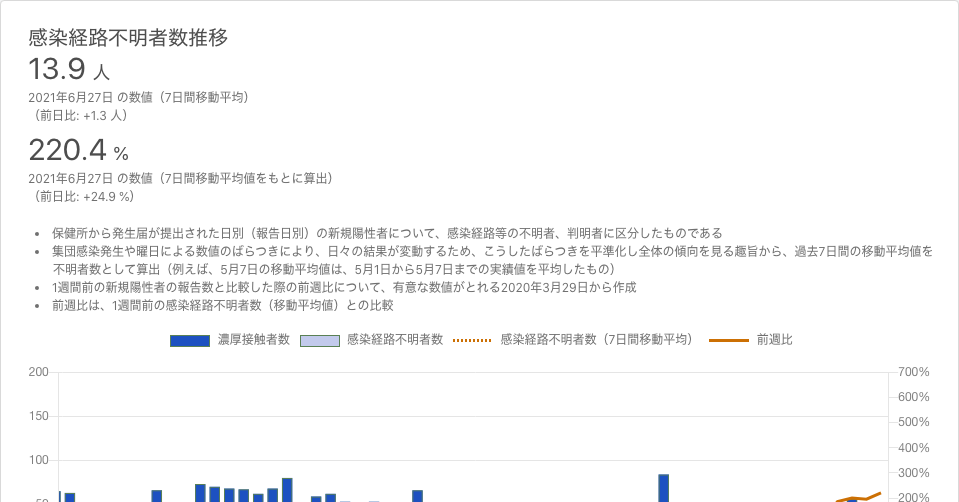 感染経路不明者数推移
13.9 人
2021年6月27日 の数値（7日間移動平均）
（前日比: +1.3 人）
220.4 %
2021年6月27日 の数値（7日間移動平均値をもとに算出）
（前日比: +24.9 %）
• 保健所から発生届が提出された日別（報告日別）の新規陽性者について、感染経路等の不明者、判明者に区分したものである
• 集団感染発生や曜日による数値のばらつきにより、日々の結果が変動するため、こうしたばらつきを平準化し全体の傾向を見る趣旨から、過去7日間の移動平均値を
不明者数として算出（例えば、5月7日の移動平均値は、5月1日から5月7日までの実績値を平均したもの）
• 1週間前の新規陽性者の報告数と比較した際の前週比について、有意な数値がとれる2020年3月29日から作成
• 前週比は、1週間前の感染経路不明者数（移動平均値）との比較
濃厚接触者数 感染経路不明者数 感染経路不明者数（7日間移動平均） 前週比
200 700%
600%
150 500%
400%
100 300%
50 200%